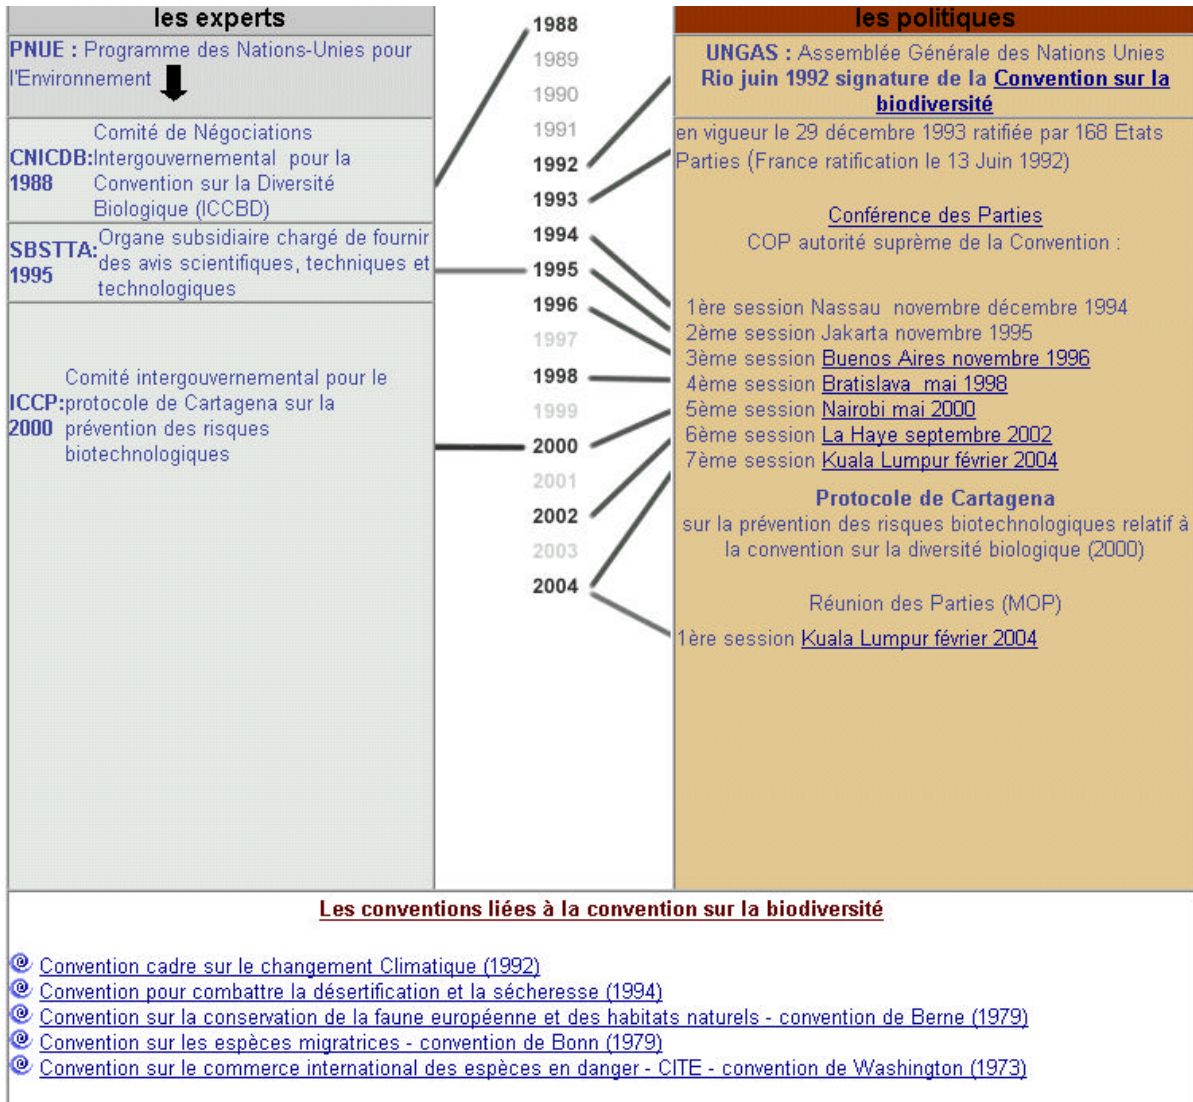 les experts
PNUE : Programme des Nations-Unies pour
l'Environnement
CNICDB:
1988
Comité de Négociations
Intergouvernemental pour la
Convention sur la Diversité
Biologique (ICCBD)
SBSTTA:
1995
Organe subsidiaire chargé de fournir
des avis scientifiques, techniques et
technologiques
ICCP:
2000
Comité intergouvernemental pour le
protocole de Cartagena sur la
prévention des risques
biotechnologiques
1988
1989
1990
1991
1992
1993
1994
1995
1996
1997
1998
1999
2000
2001
2002
2003
2004
les politiques
UNGAS : Assemblée Générale des Nations Unies
Rio juin 1992 signature de la Convention sur la
biodiversité
en vigueur le 29 décembre 1993 ratifiée par 168 Etats
Parties (France ratification le 13 Juin 1992)
Conférence des Parties
COP autorité suprème de la Convention :
1ère session Nassau novembre décembre 1994
2ème session Jakarta novembre 1995
3ème session Buenos Aires novembre 1996
4ème session Bratislava mai 1998
5ème session Nairobi mai 2000
6ème session La Haye septembre 2002
7ème session Kuala Lumpur février 2004
Protocole de Cartagena
sur la prévention des risques biotechnologiques relatif à
la convention sur la diversité biologique (2000)
Réunion des Parties (MOP)
1ère session Kuala Lumpur février 2004
Les conventions liées à la convention sur la biodiversité
Convention cadre sur le changement Climatique (1992)
Convention pour combattre la désertification et la sécheresse (1994)
Convention sur la conservation de la faune européenne et des habitats naturels - convention de Berne (1979)
Convention sur les espèces migratrices - convention de Bonn (1979)
Convention sur le commerce international des espèces en danger - CITE - convention de Washington (1973)